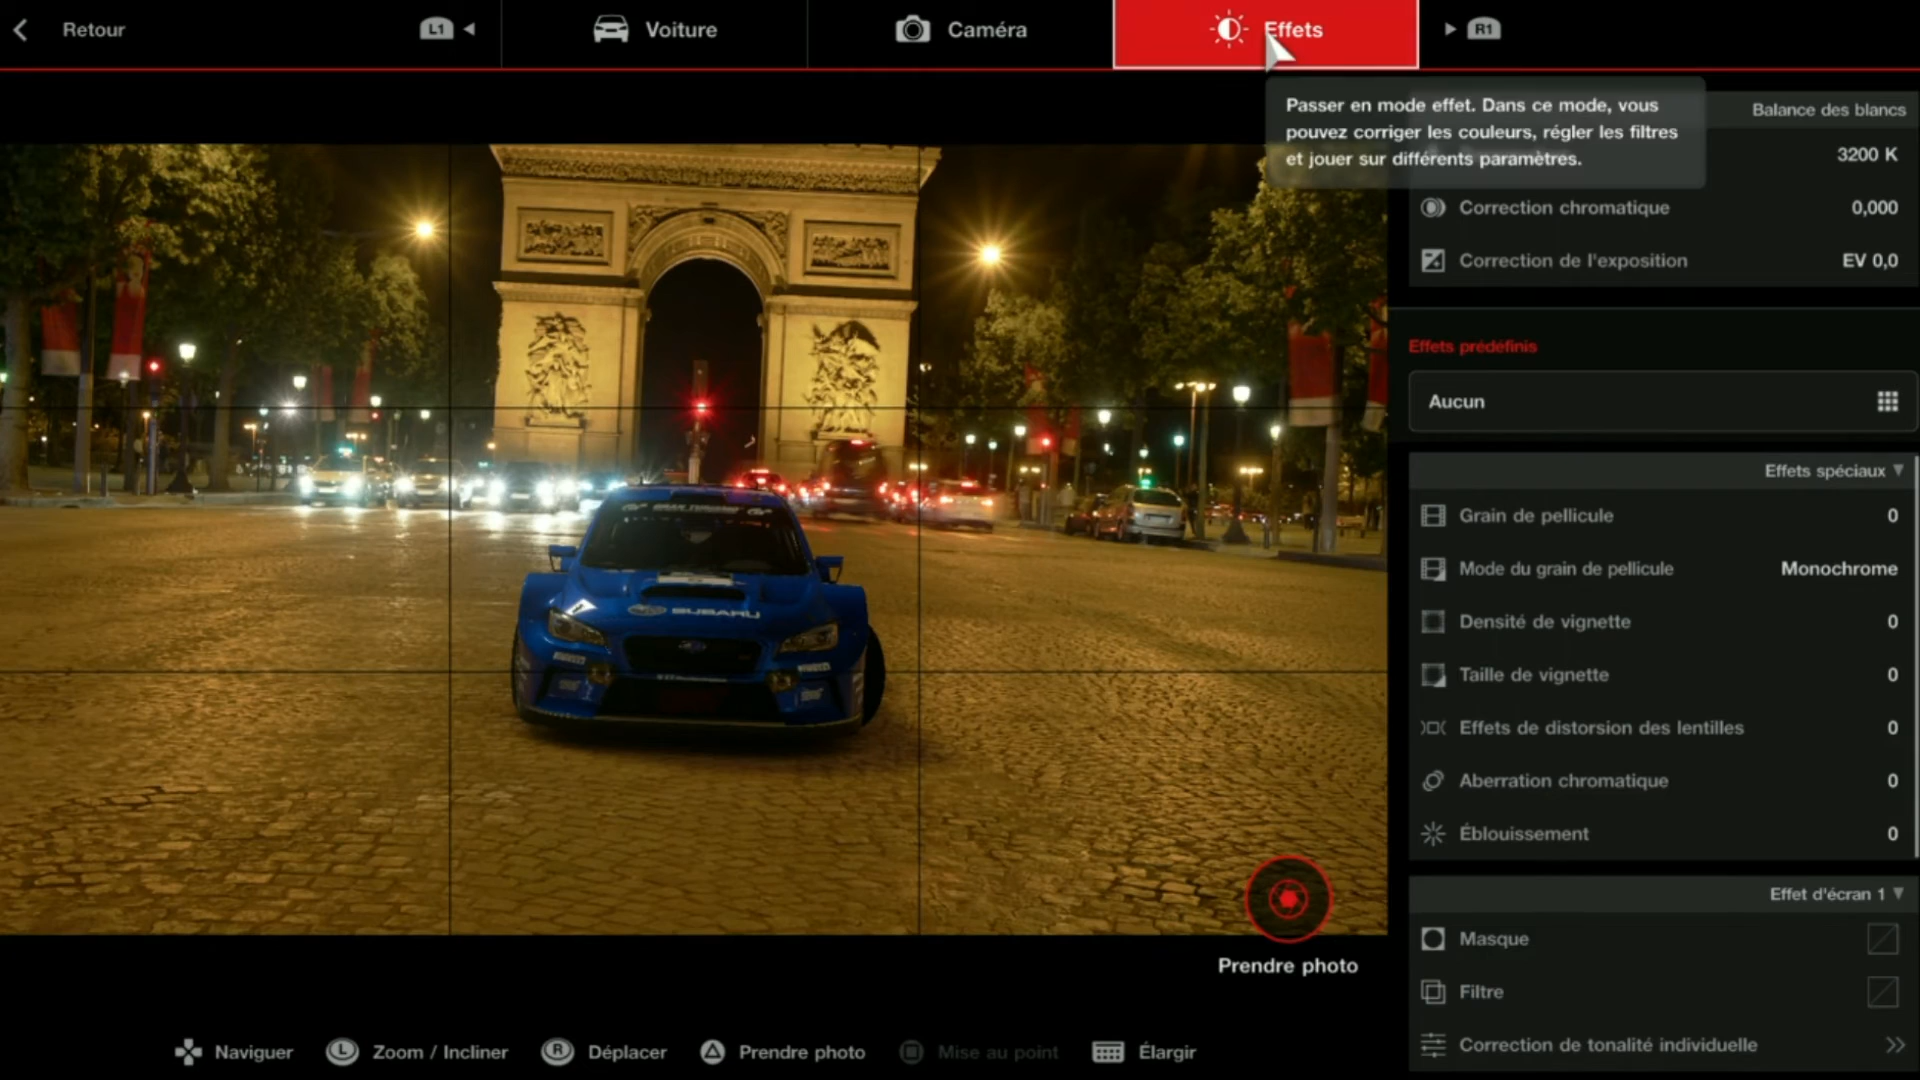 Retour
L1
Voiture
Caméra
Effets
R1
Passer en mode effet. Dans ce mode, vous
pouvez corriger les couleurs, régler les filtres
et jouer sur différents paramètres.
Balance des blancs
3200 K
Correction chromatique 0,000
Correction de l'exposition EV 0,0
Effets prédéfinis
Aucun
Effets spéciaux
Grain de pellicule 0
Mode du grain de pellicule Monochrome
Densité de vignette 0
Taille de vignette 0
Effets de distorsion des lentilles 0
Aberration chromatique 0
Éblouissement 0
Effet d'écran 1
Masque
Filtre
Correction de tonalité individuelle
SUBARU
Prendre photo
Naviguer
L Zoom / Incliner
R Déplacer
Prendre photo
Mise au point
Élargir